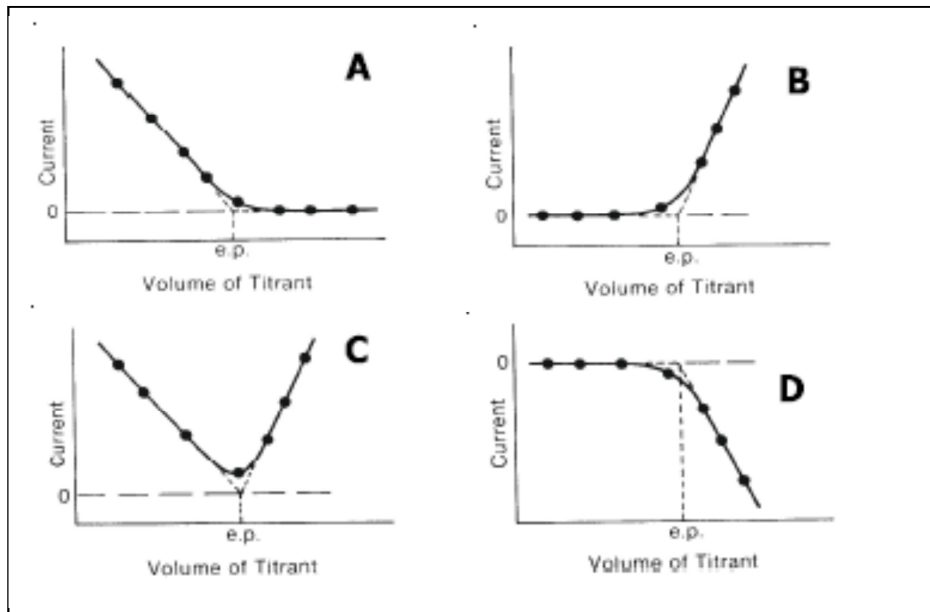 A
Current
0
e.p.
Volume of Titrant
B
Current
0
e.p.
Volume of Titrant
C
Current
0
e.p.
Volume of Titrant
D
0
Current
e.p.
Volume of Titrant